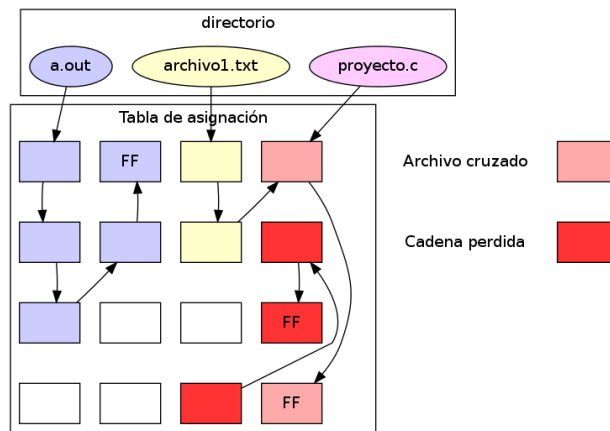 directorio
a.out
archivo1.txt
proyecto.c
Tabla de asignación
FF
Archivo cruzado
Cadena perdida
FF
FF